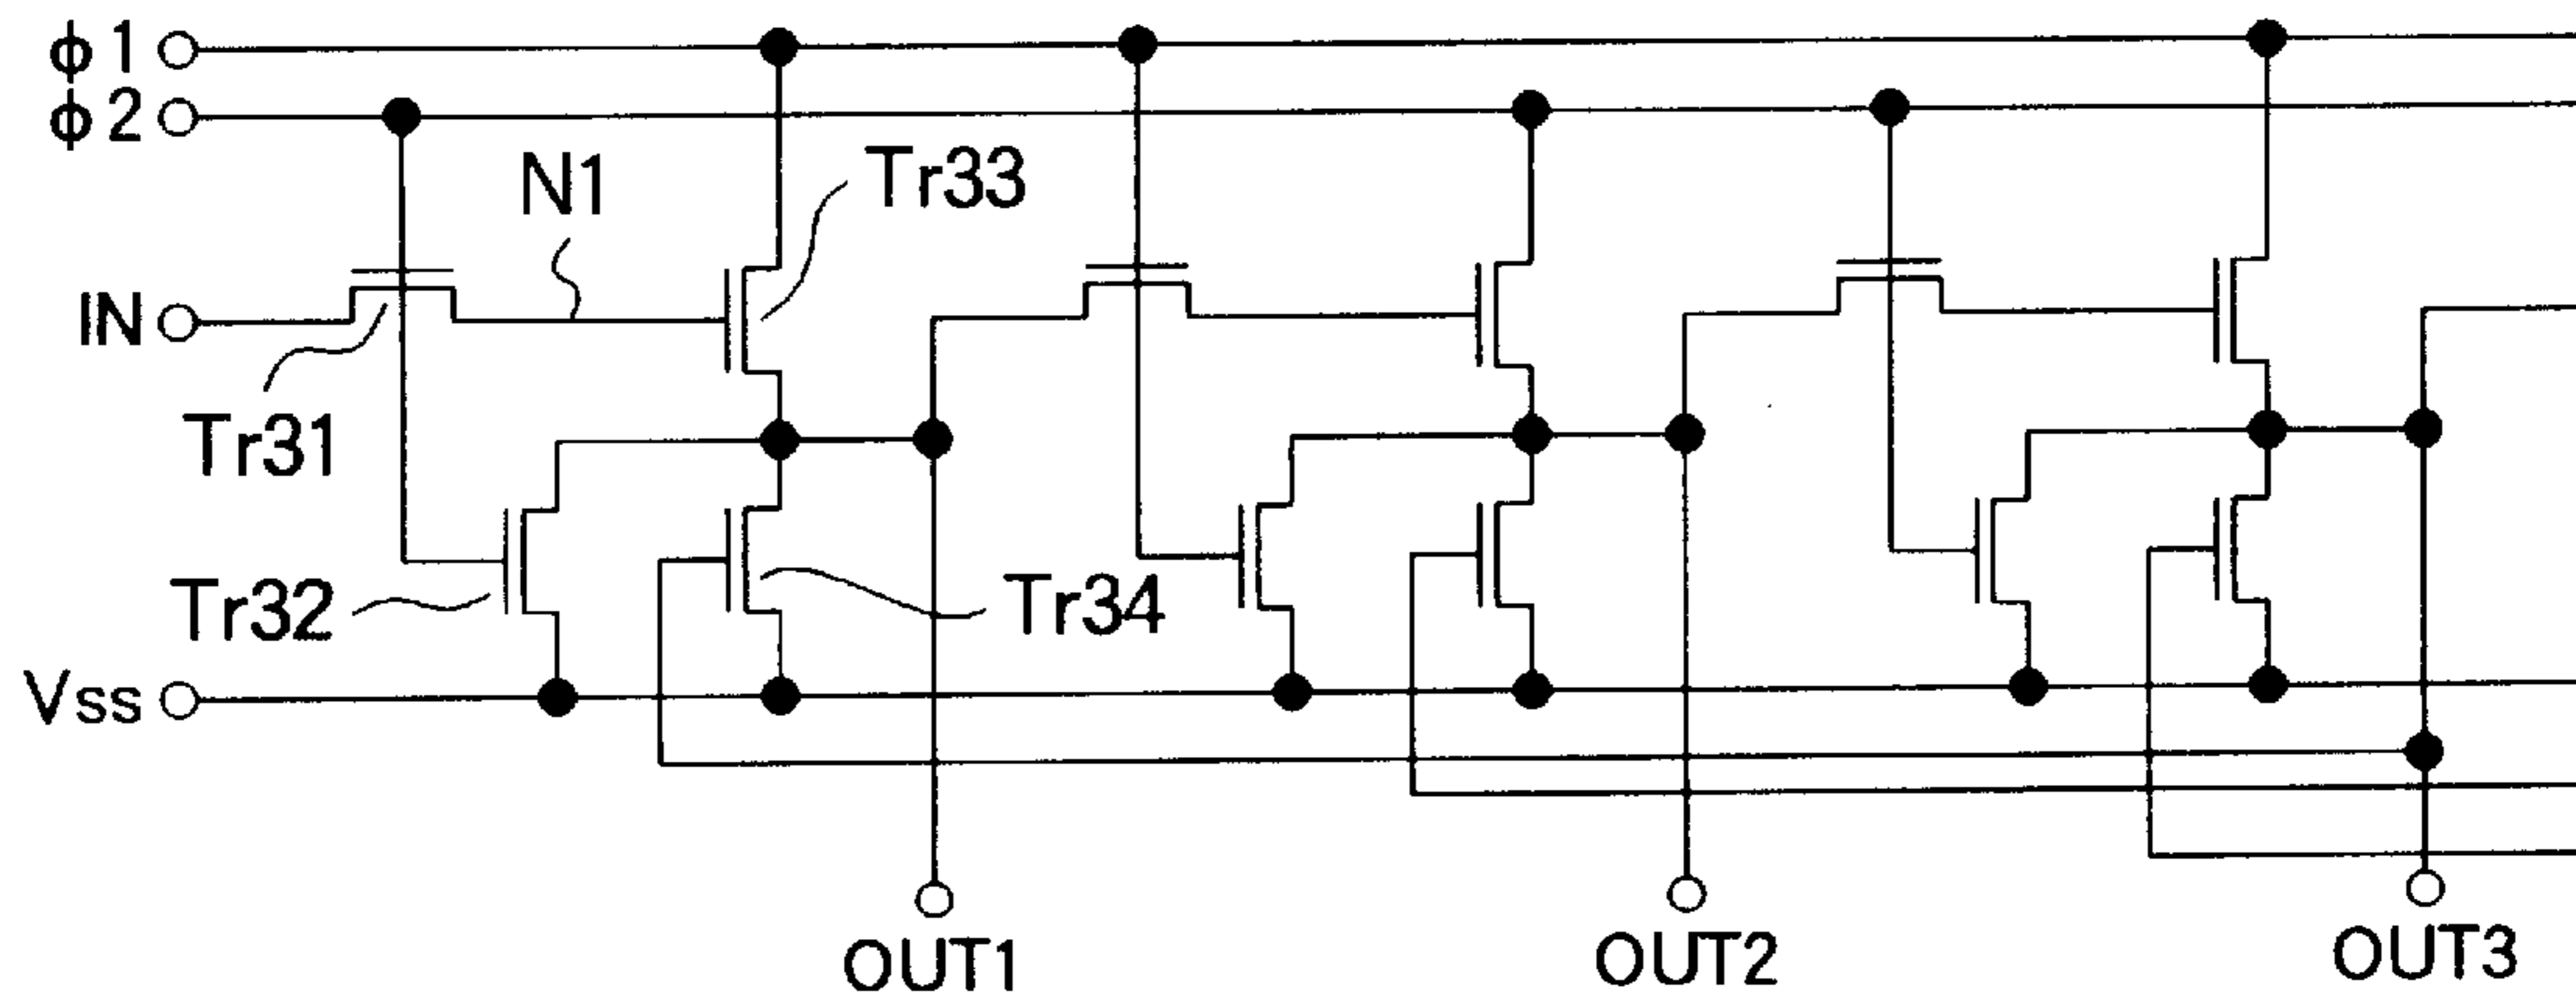 ϕ1
ϕ2
N1
Tr33
IN
Tr31
Tr32
Tr34
Vss
OUT1
OUT2
OUT3